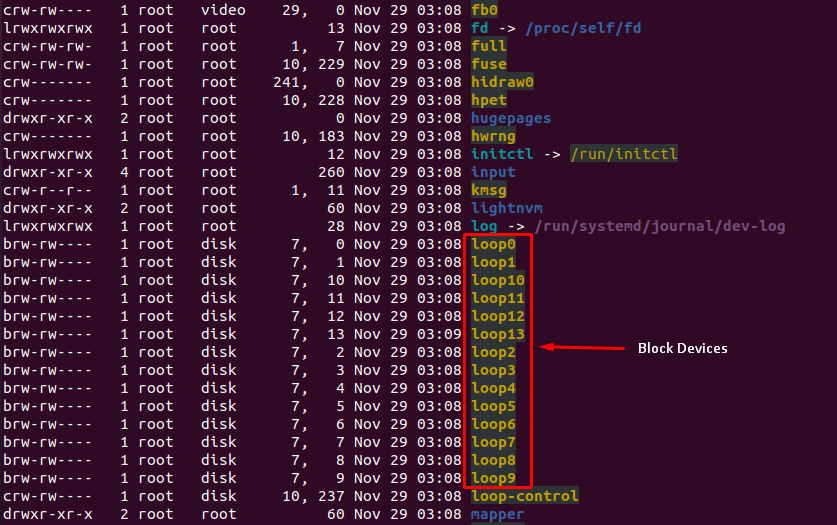 crw-rw---- 1 root video 29, 0 Nov 29 03:08 fb0
lrwxrwxrwx 1 root root 13 Nov 29 03:08 fd -> /proc/self/fd
crw-rw-rw- 1 root root 1, 7 Nov 29 03:08 full
crw-rw-rw- 1 root root 10, 229 Nov 29 03:08 fuse
crw------- 1 root root 241, 0 Nov 29 03:08 hidraw0
crw------- 1 root root 10, 228 Nov 29 03:08 hpet
drwxr-xr-x 2 root root 0 Nov 29 03:08 hugepages
crw------- 1 root root 10, 183 Nov 29 03:08 hwrng
lrwxrwxrwx 1 root root 12 Nov 29 03:08 initctl -> /run/initctl
drwxr-xr-x 4 root root 260 Nov 29 03:08 input
crw-r--r-- 1 root root 1, 11 Nov 29 03:08 kmsg
drwxr-xr-x 2 root root 60 Nov 29 03:08 lightnvm
lrwxrwxrwx 1 root root 28 Nov 29 03:08 log -> /run/systemd/journal/dev-log
brw-rw---- 1 root disk 7, 0 Nov 29 03:08 loop0
brw-rw---- 1 root disk 7, 1 Nov 29 03:08 loop1
brw-rw---- 1 root disk 7, 10 Nov 29 03:08 loop10
brw-rw---- 1 root disk 7, 11 Nov 29 03:08 loop11
brw-rw---- 1 root disk 7, 12 Nov 29 03:08 loop12
brw-rw---- 1 root disk 7, 13 Nov 29 03:09 loop13
brw-rw---- 1 root disk 7, 2 Nov 29 03:08 loop2
Block Devices
brw-rw---- 1 root disk 7, 3 Nov 29 03:08 loop3
brw-rw---- 1 root disk 7, 4 Nov 29 03:08 loop4
brw-rw---- 1 root disk 7, 5 Nov 29 03:08 loop5
brw-rw---- 1 root disk 7, 6 Nov 29 03:08 loop6
brw-rw---- 1 root disk 7, 7 Nov 29 03:08 loop7
brw-rw---- 1 root disk 7, 8 Nov 29 03:08 loop8
brw-rw---- 1 root disk 7, 9 Nov 29 03:08 loop9
crw-rw---- 1 root disk 10, 237 Nov 29 03:08 loop-control
drwxr-xr-x 2 root root 60 Nov 29 03:08 mapper